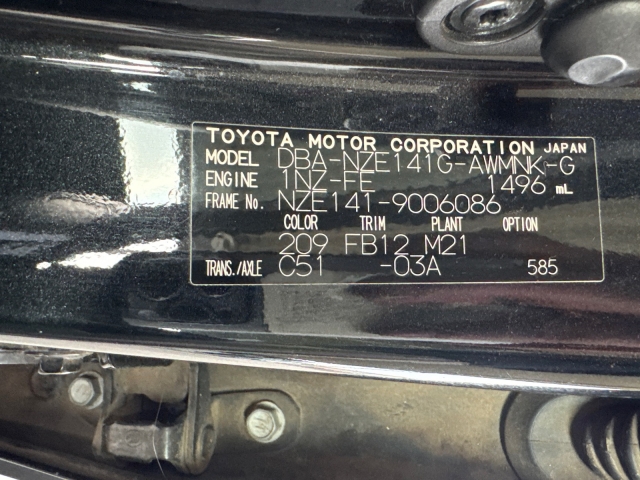 TOYOTA MOTOR CORPORATION JAPAN
MODEL DBA-NZE141G-AWMNK-G
ENGINE 1NZ-FE 1496 mL
FRAME No. NZE141-9006086
COLOR TRIM PLANT OPTION
209 FB12 M21
TRANS./AXLE C51 -03A 585